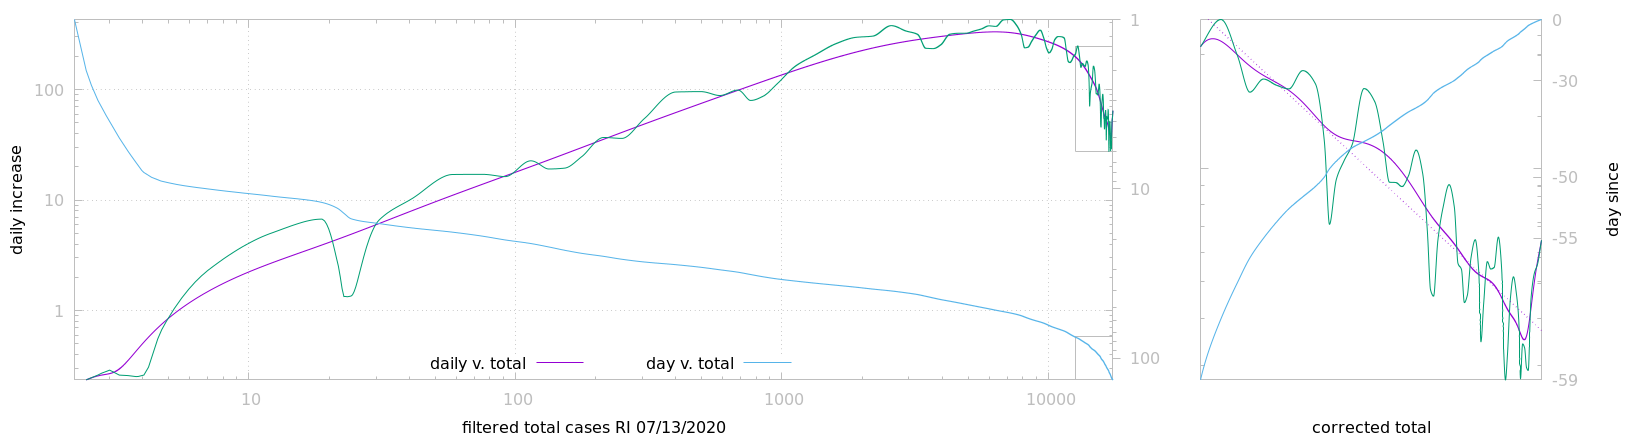 daily increase
100
10
1
1
10
100
daily v. total
day v. total
10
100
1000
10000
filtered total cases RI 07/13/2020
0
-30
-50
-55
-59
day since
corrected total